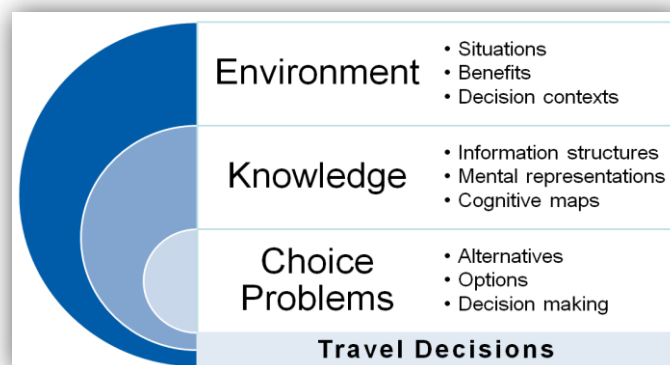 Environment
• Situations
• Benefits
• Decision contexts
Knowledge
• Information structures
• Mental representations
• Cognitive maps
Choice
Problems
• Alternatives
• Options
• Decision making
Travel Decisions